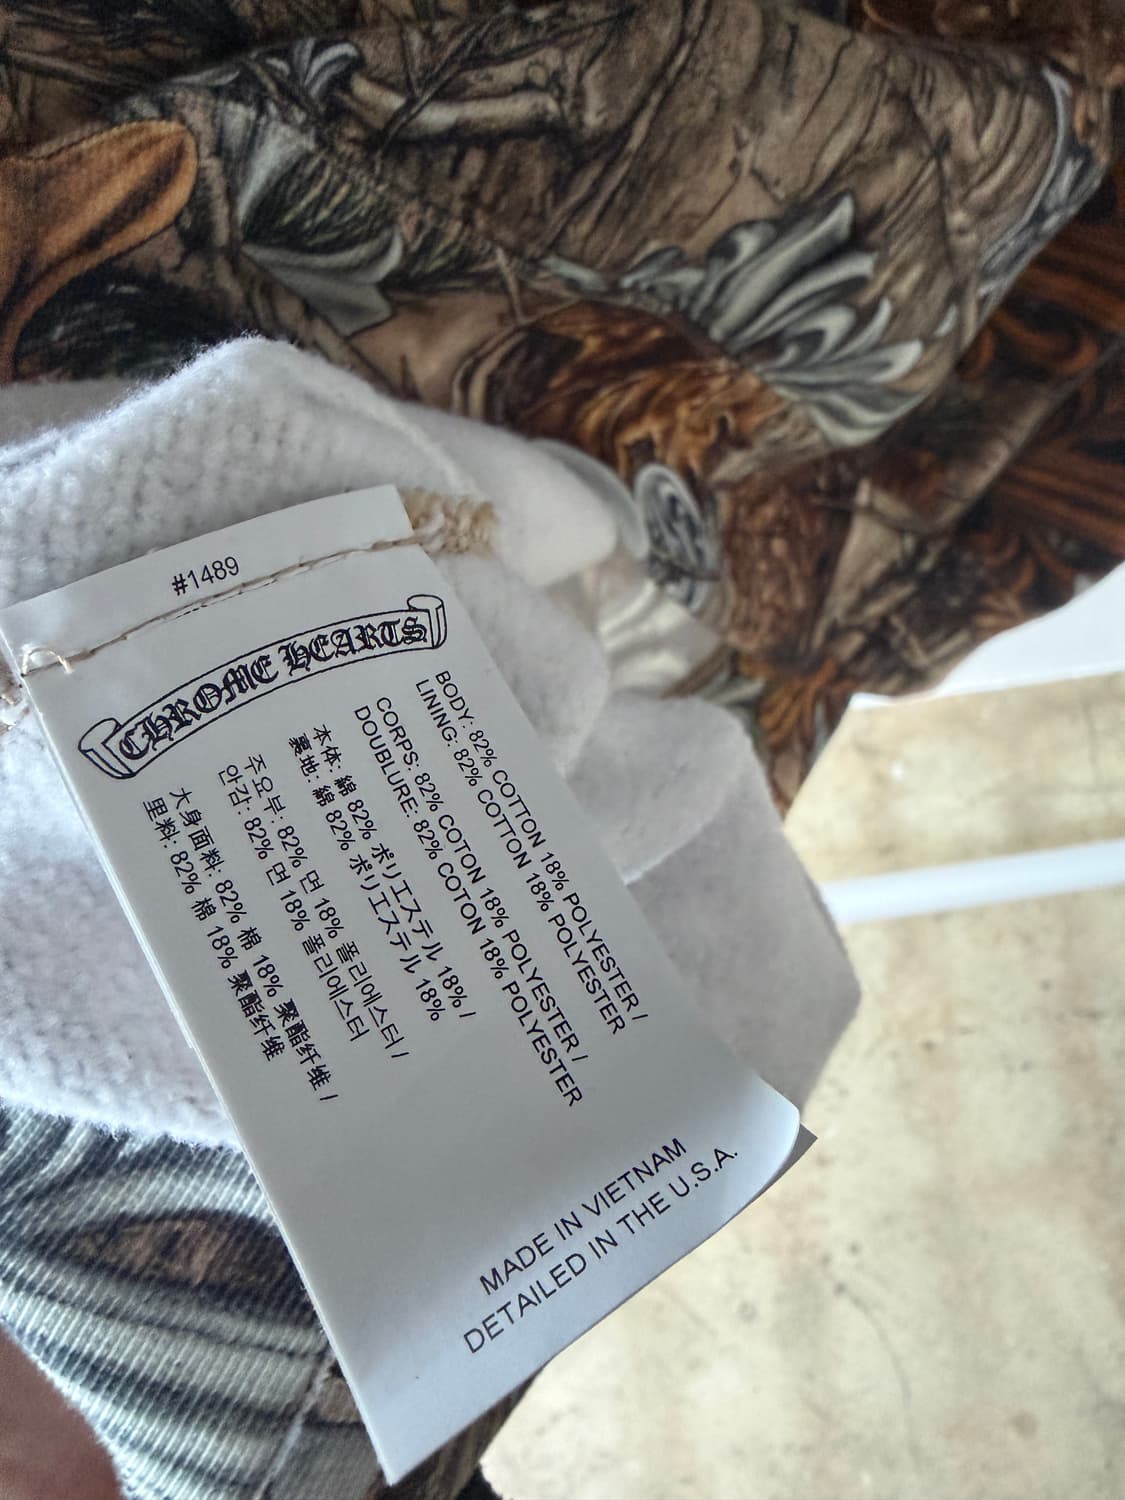 #1489
CHROME HEARTS
BODY: 82% COTTON 18% POLYESTER /
LINING: 82% COTTON 18% POLYESTER
CORPS: 82% COTON 18% POLYESTER /
DOUBLURE: 82% COTON 18% POLYESTER
本体: 綿 82% ポリエステル 18% /
裏地: 綿 82% ポリエステル 18%
주요부: 82% 면 18% 폴리에스터 /
안감: 82% 면 18% 폴리에스터
大身面料: 82% 棉 18% 聚酯纤维 /
里料: 82% 棉 18% 聚酯纤维
MADE IN VIETNAM
DETAILED IN THE U.S.A.